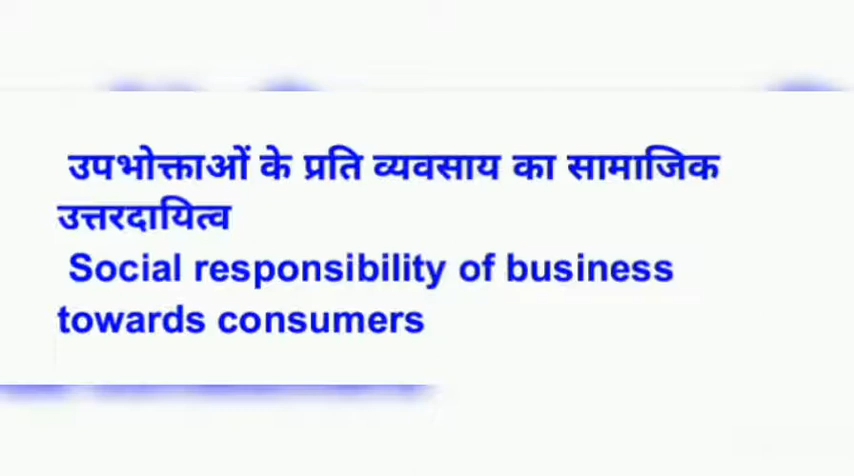 उपभोक्ताओं के प्रति व्यवसाय का सामाजिक
उत्तरदायित्व
Social responsibility of business
towards consumers